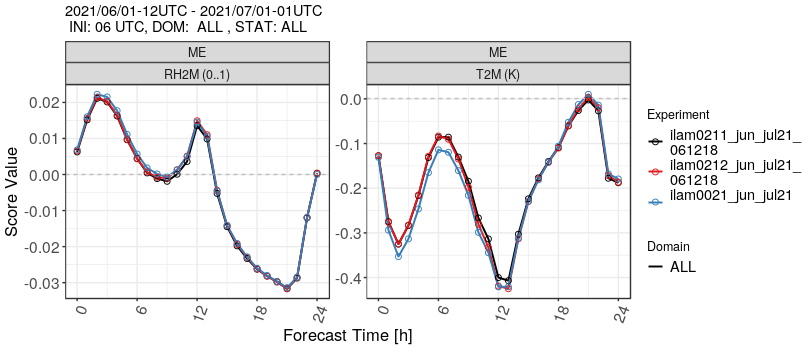 2021/06/01-12UTC - 2021/07/01-01UTC
INI: 06 UTC, DOM: ALL , STAT: ALL
ME
ME
RH2M (0..1)
T2M (K)
Score Value
0.02
0.01
0.00
-0.01
-0.02
-0.03
0.0
-0.1
-0.2
-0.3
-0.4
0
6
12
18
24
0
6
12
18
24
Forecast Time [h]
Experiment
ilam0211_jun_jul21_
061218
ilam0212_jun_jul21_
061218
ilam0021_jun_jul21
Domain
ALL